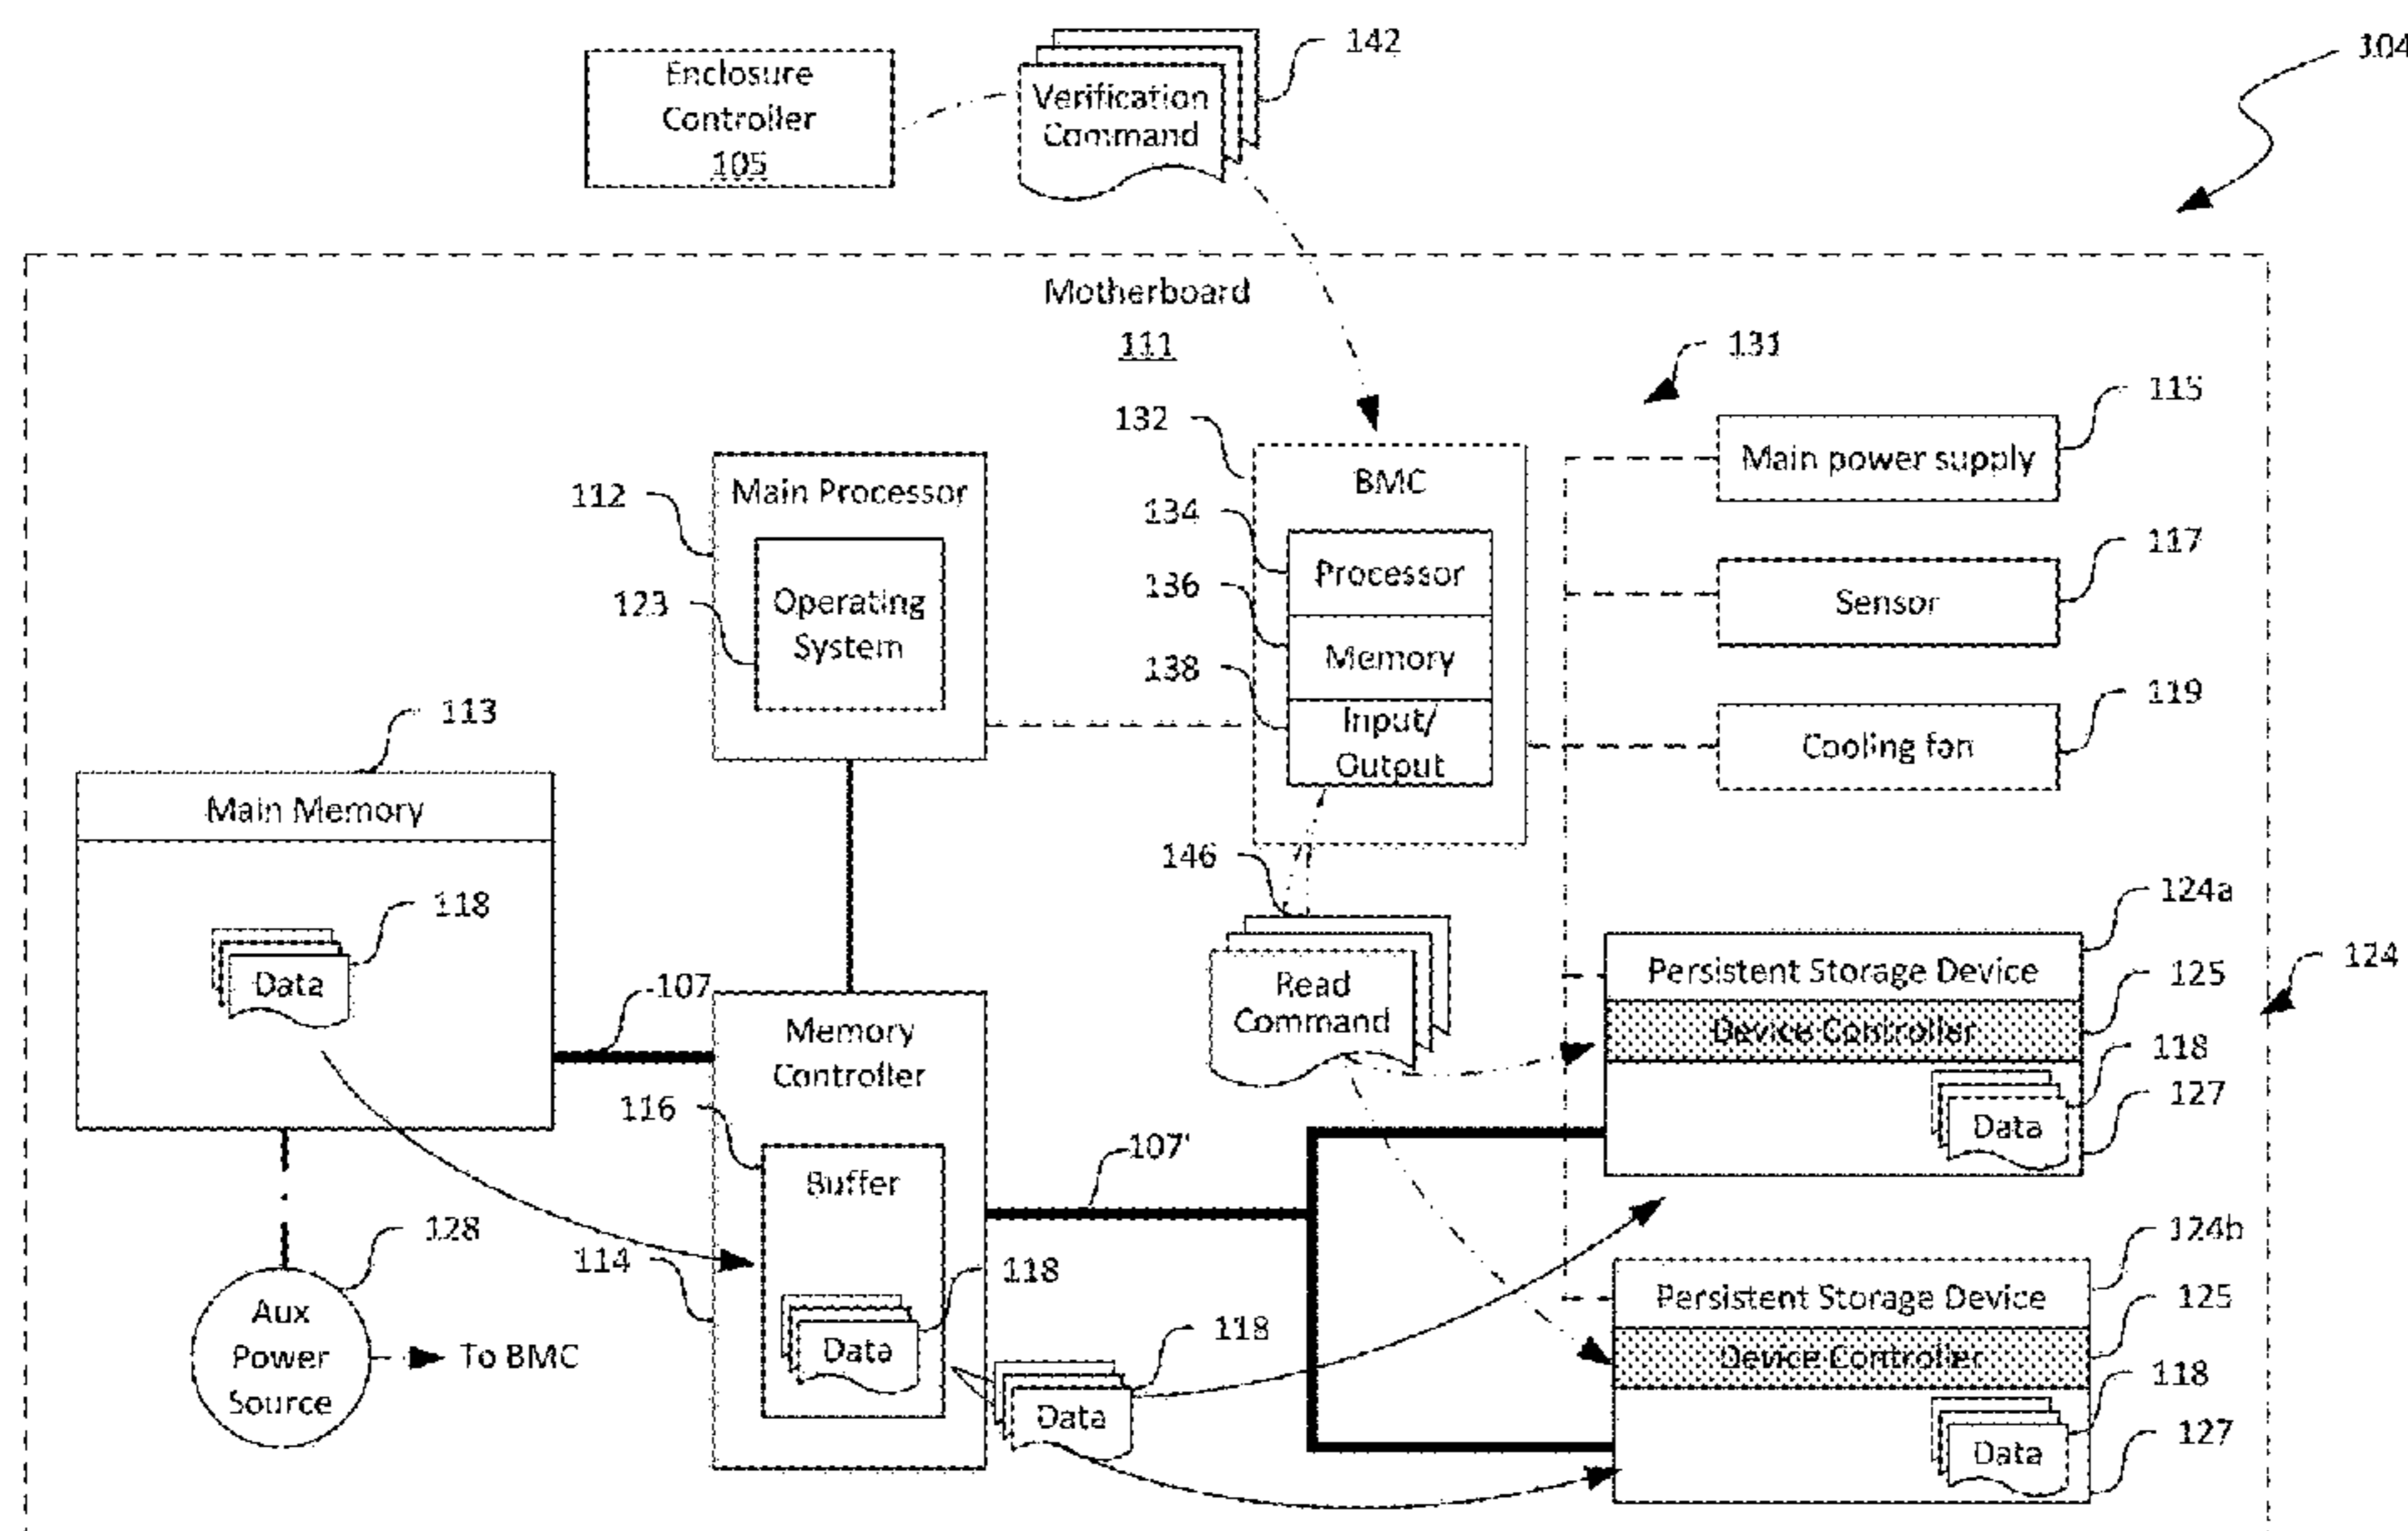 Enclosure
Controller
105
Verification
Command
142
104
Motherboard
111
131
132
115
Main power supply
BMC
112
Main Processor
134
117
Processor
123
Operating
System
136
Sensor
Memory
138
119
Input/
Output
Cooling fan
113
Main Memory
146
124a
118
Data
Persistent Storage Device
124
107
Read
Command
125
Device Controller
Memory
Controller
118
127
Data
116
Buffer
107'
128
114
118
124b
Persistent Storage Device
Aux
Power
Source
To BMC
Data
118
125
Device Controller
Data
118
Data
127